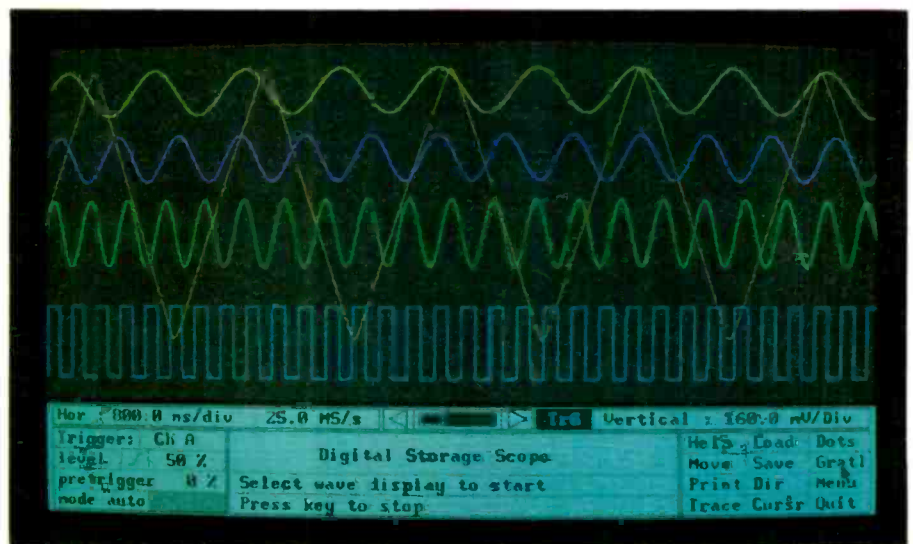 Hor 800.0 ns/div 25.0 MS/s TrG Vertical : 160.0 mV/Div
Trigger: Ch A
level 50 %
pretrigger 0 %
mode auto
Digital Storage Scope
Select wave display to start
Press key to stop
Load Dots
Move Save Gratl
Print Dir Menu
Trace Cursr Quit